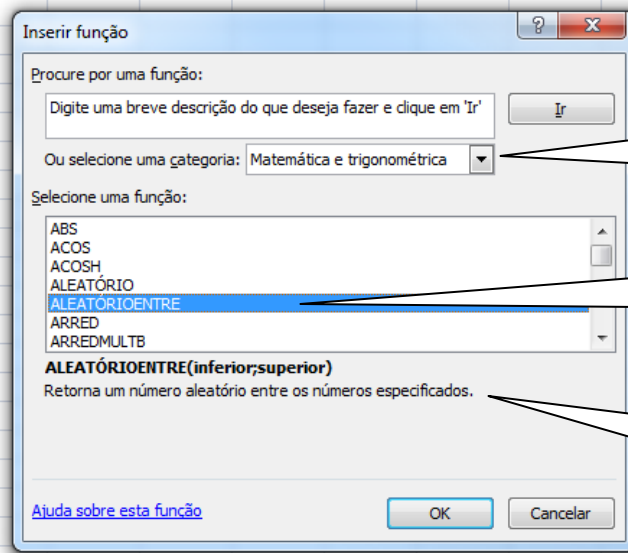 Inserir função
Procure por uma função:
Digite uma breve descrição do que deseja fazer e clique em 'Ir'
Ir
Ou selecione uma categoria: Matemática e trigonométrica
Selecione uma função:
ABS
ACOS
ACOSH
ALEATÓRIO
ALEATÓRIOENTRE
ARRED
ARREDMULTB
ALEATÓRIOENTRE(inferior;superior)
Retorna um número aleatório entre os números especificados.
Ajuda sobre esta função
OK
Cancelar